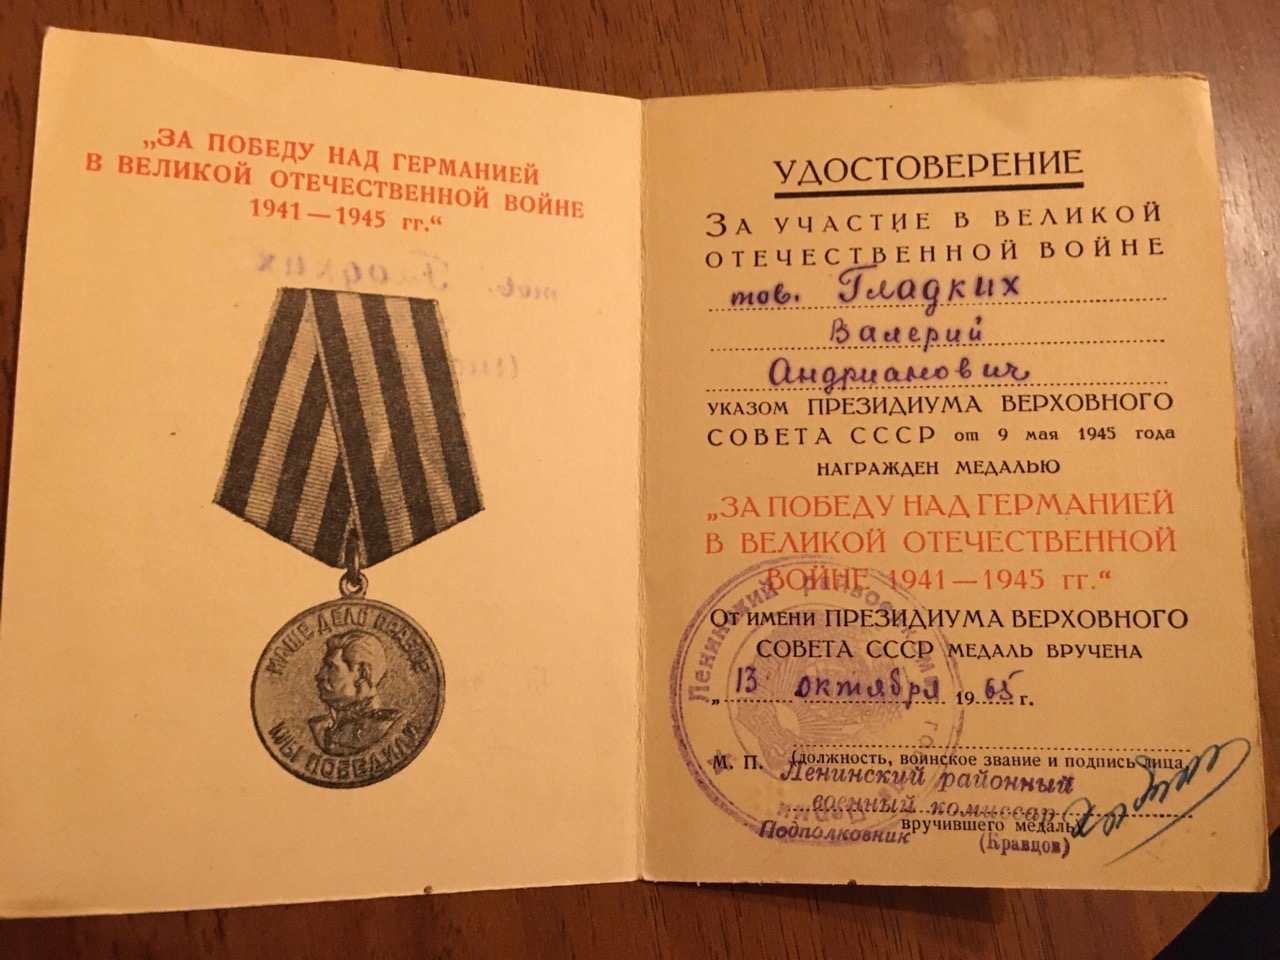 „ЗА ПОБЕДУ НАД ГЕРМАНИЕЙ
В ВЕЛИКОЙ ОТЕЧЕСТВЕННОЙ ВОЙНЕ
1941—1945 гг.“
НАШЕ ДЕЛО ПРАВОЕ
МЫ ПОБЕДИЛИ
УДОСТОВЕРЕНИЕ
ЗА УЧАСТИЕ В ВЕЛИКОЙ
ОТЕЧЕСТВЕННОЙ ВОЙНЕ
тов. Гладких
Валерий
Андрианович
УКАЗОМ ПРЕЗИДИУМА ВЕРХОВНОГО
СОВЕТА СССР от 9 мая 1945 года
НАГРАЖДЕН МЕДАЛЬЮ
„ЗА ПОБЕДУ НАД ГЕРМАНИЕЙ
В ВЕЛИКОЙ ОТЕЧЕСТВЕННОЙ
ВОЙНЕ 1941—1945 гг.“
ОТ ИМЕНИ ПРЕЗИДИУМА ВЕРХОВНОГО
СОВЕТА СССР МЕДАЛЬ ВРУЧЕНА
„13 октября 1965 г.
М. П. (должность, воинское звание и подпись лица,
Ленинский районный
военный комиссар
вручившего медаль)
Подполковник (Кравцов)
Ленинский